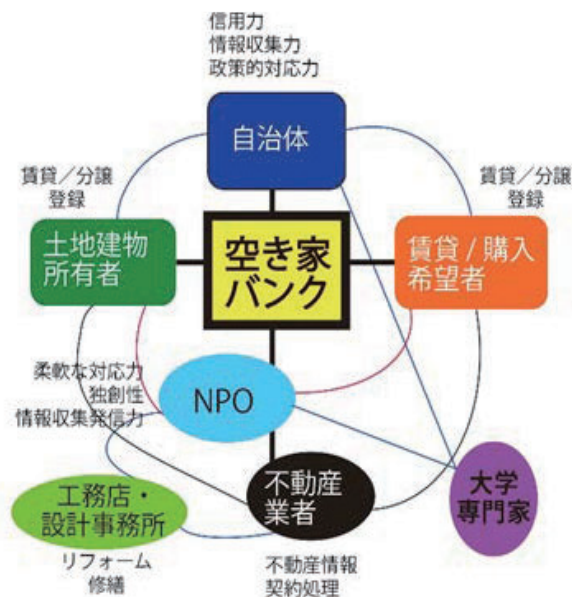 信用力
情報収集力
政策的対応力
自治体
賃貸／分譲
登録
賃貸／分譲
登録
土地建物
所有者
空き家
バンク
賃貸 / 購入
希望者
柔軟な対応力
独創性
情報収集発信力
NPO
工務店・
設計事務所
リフォーム
修繕
不動産
業者
不動産情報
契約処理
大学
専門家